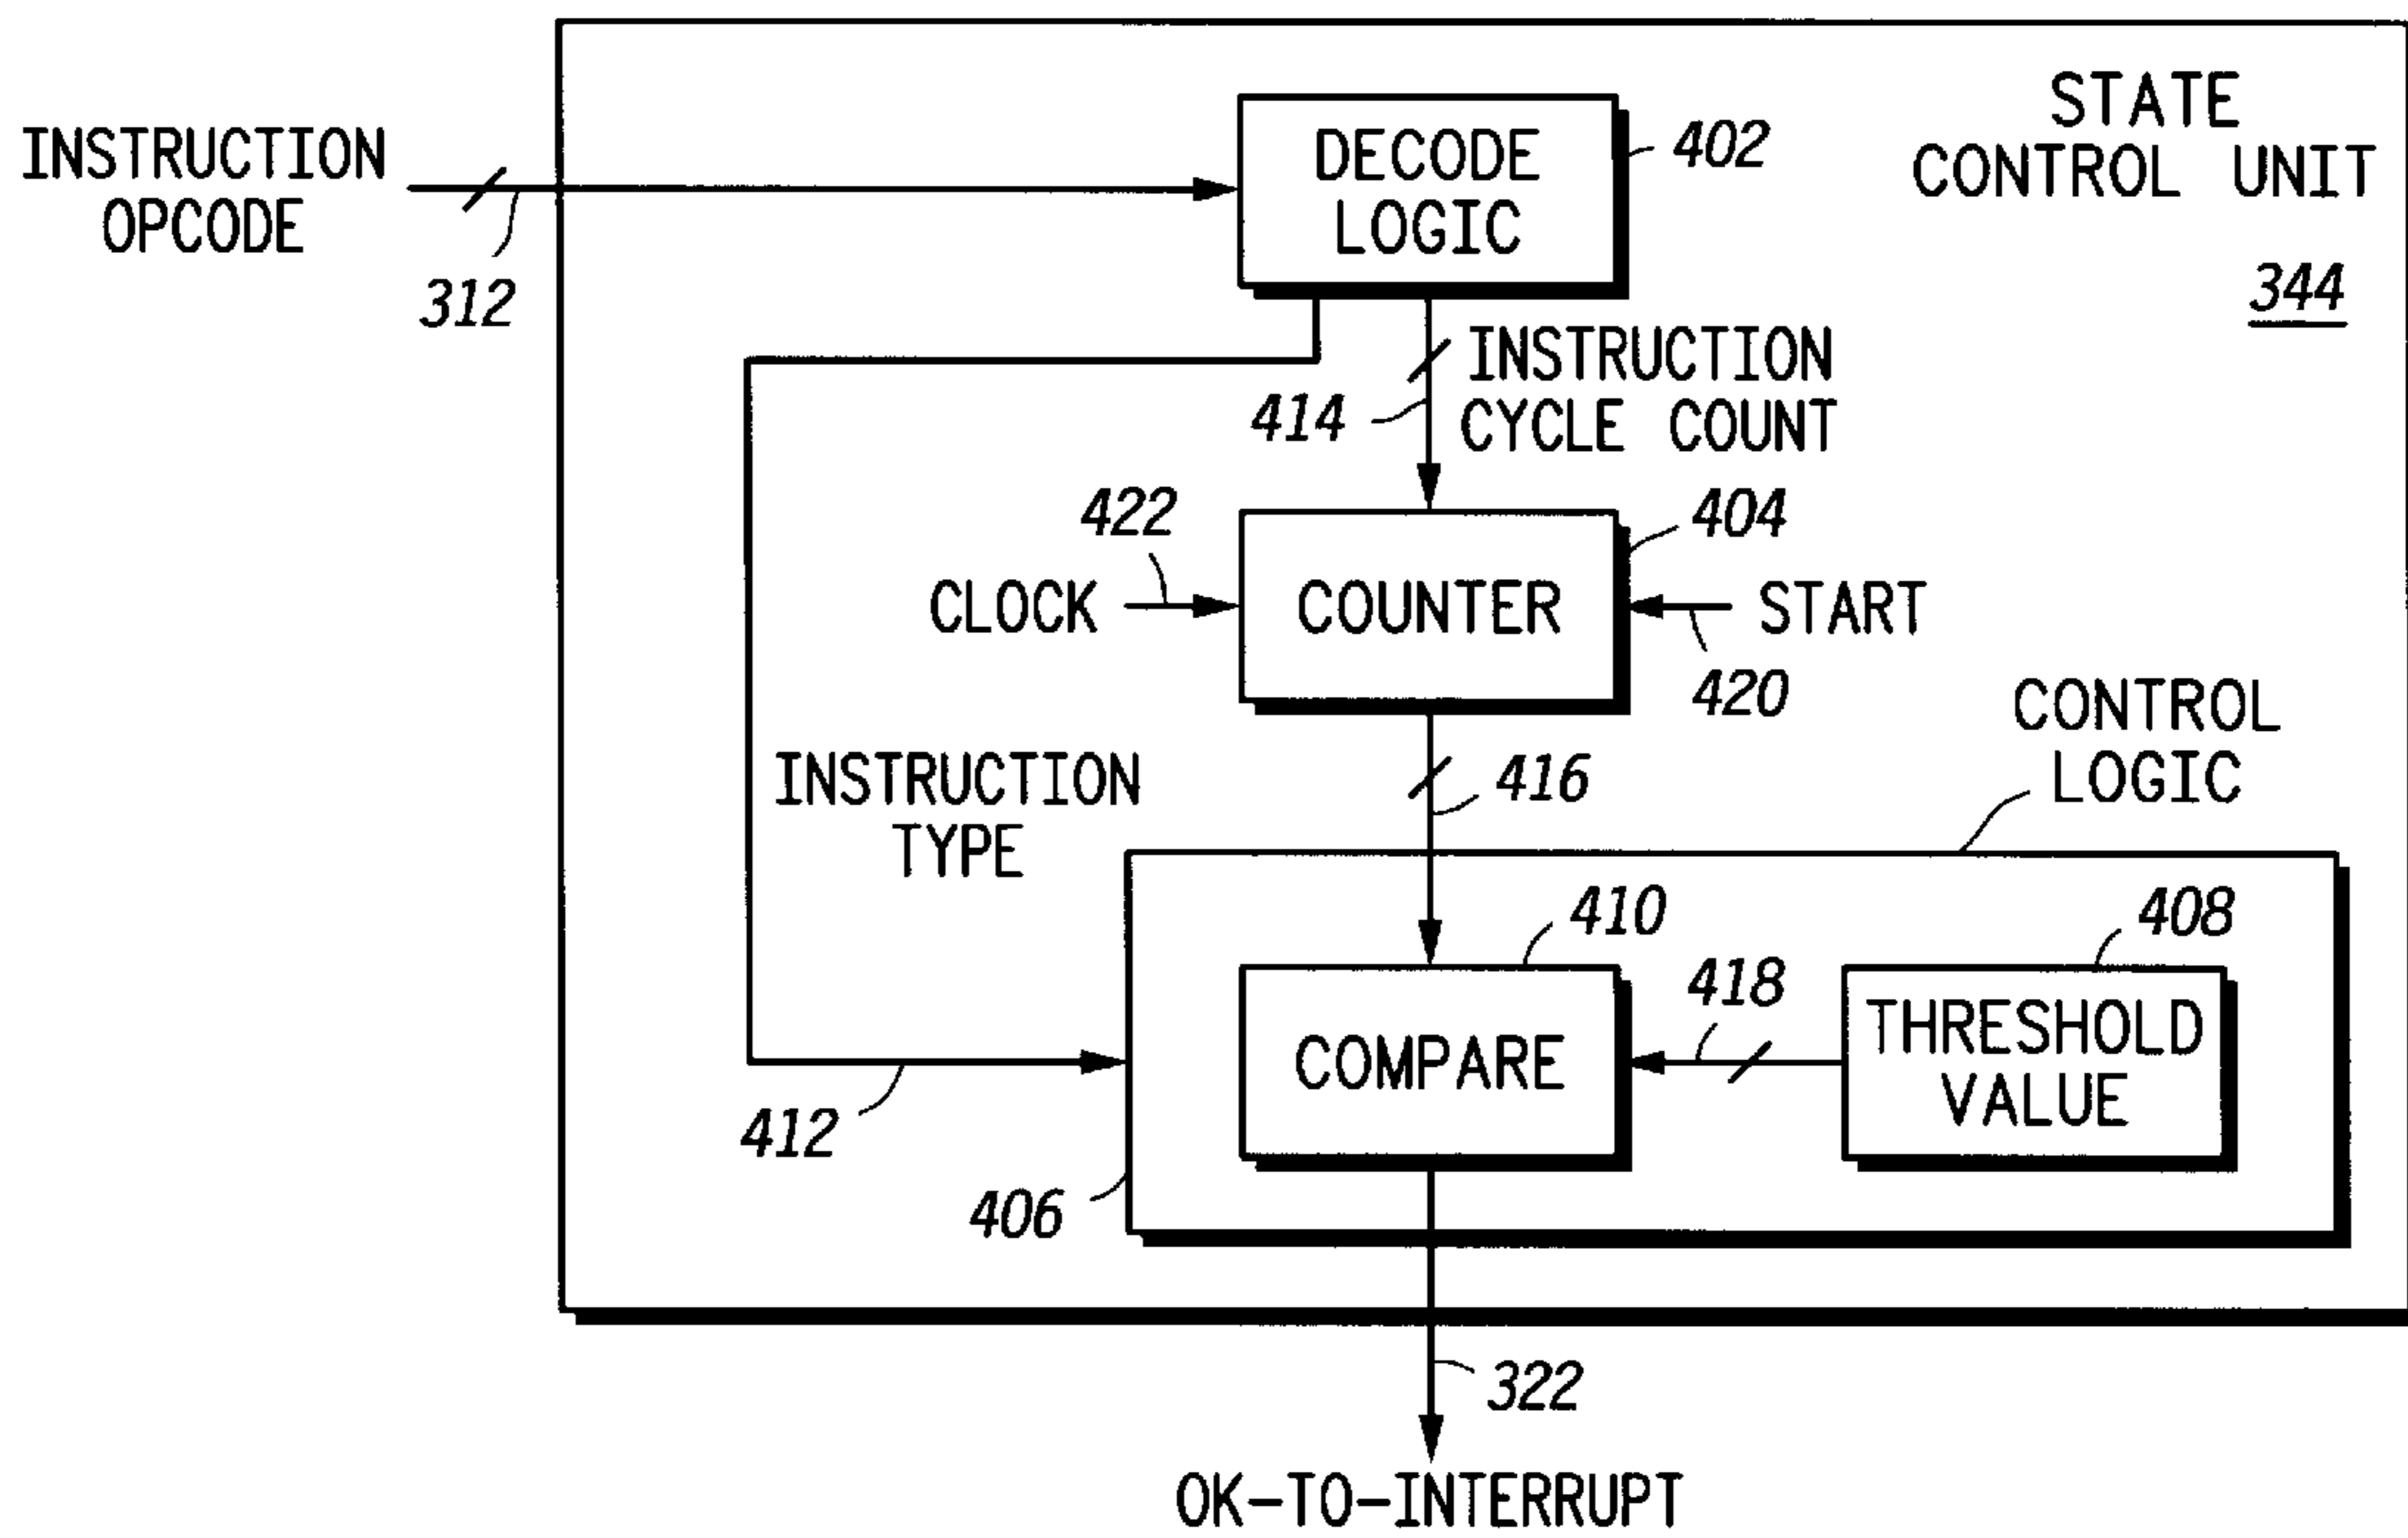 STATE
CONTROL UNIT
344
INSTRUCTION
OPCODE
312
DECODE
LOGIC
402
414
INSTRUCTION
CYCLE COUNT
422
404
CLOCK
COUNTER
START
420
CONTROL
LOGIC
INSTRUCTION
TYPE
416
410
408
418
COMPARE
THRESHOLD
VALUE
412
406
322
OK-TO-INTERRUPT